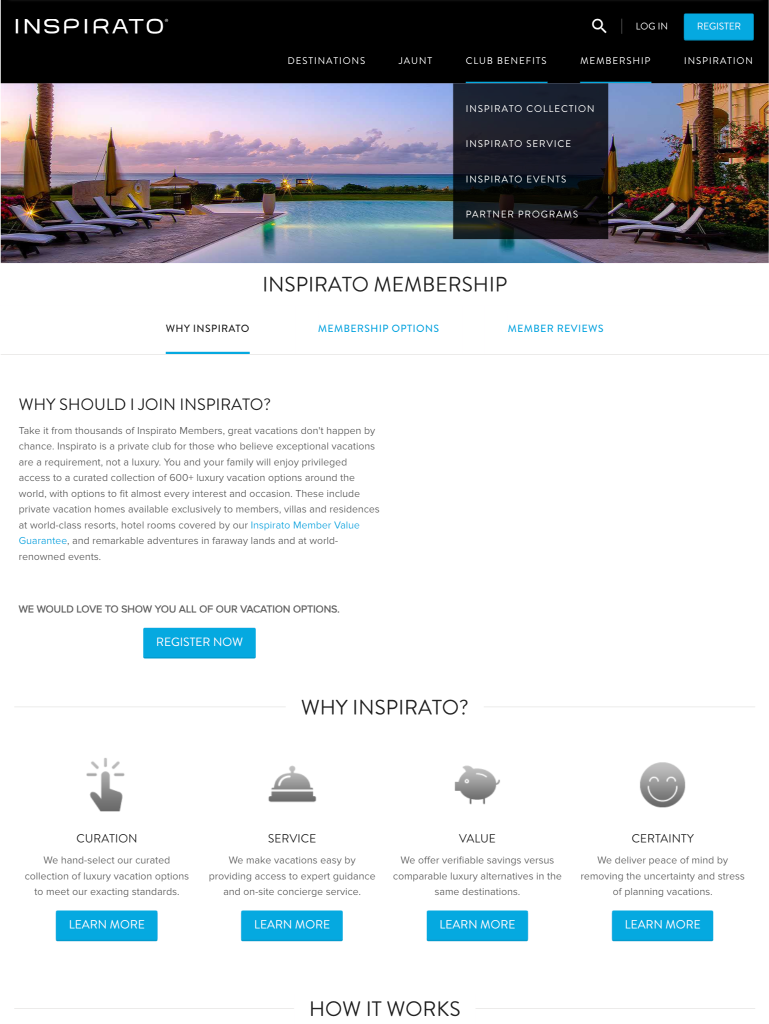 INSPIRATO®
LOG IN
REGISTER
DESTINATIONS
JAUNT
CLUB BENEFITS
MEMBERSHIP
INSPIRATION
INSPIRATO COLLECTION
INSPIRATO SERVICE
INSPIRATO EVENTS
PARTNER PROGRAMS
INSPIRATO MEMBERSHIP
WHY INSPIRATO
MEMBERSHIP OPTIONS
MEMBER REVIEWS
WHY SHOULD I JOIN INSPIRATO?
Take it from thousands of Inspirato Members, great vacations don't happen by
chance. Inspirato is a private club for those who believe exceptional vacations
are a requirement, not a luxury. You and your family will enjoy privileged
access to a curated collection of 600+ luxury vacation options around the
world, with options to fit almost every interest and occasion. These include
private vacation homes available exclusively to members, villas and residences
at world-class resorts, hotel rooms covered by our Inspirato Member Value
Guarantee, and remarkable adventures in faraway lands and at world-
renowned events.
WE WOULD LOVE TO SHOW YOU ALL OF OUR VACATION OPTIONS.
REGISTER NOW
WHY INSPIRATO?
CURATION
We hand-select our curated
collection of luxury vacation options
to meet our exacting standards.
LEARN MORE
SERVICE
We make vacations easy by
providing access to expert guidance
and on-site concierge service.
LEARN MORE
VALUE
We offer verifiable savings versus
comparable luxury alternatives in the
same destinations.
LEARN MORE
CERTAINTY
We deliver peace of mind by
removing the uncertainty and stress
of planning vacations.
LEARN MORE
HOW IT WORKS